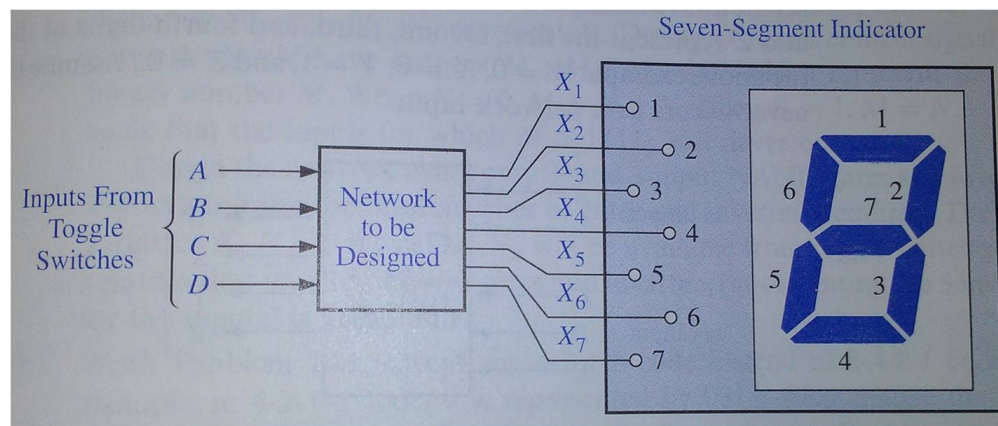 Seven-Segment Indicator
Inputs From
Toggle
Switches
A
B
C
D
Network
to be
Designed
X1
X2
X3
X4
X5
X6
X7
1
2
3
4
5
6
7
1
6
2
7
5
3
4